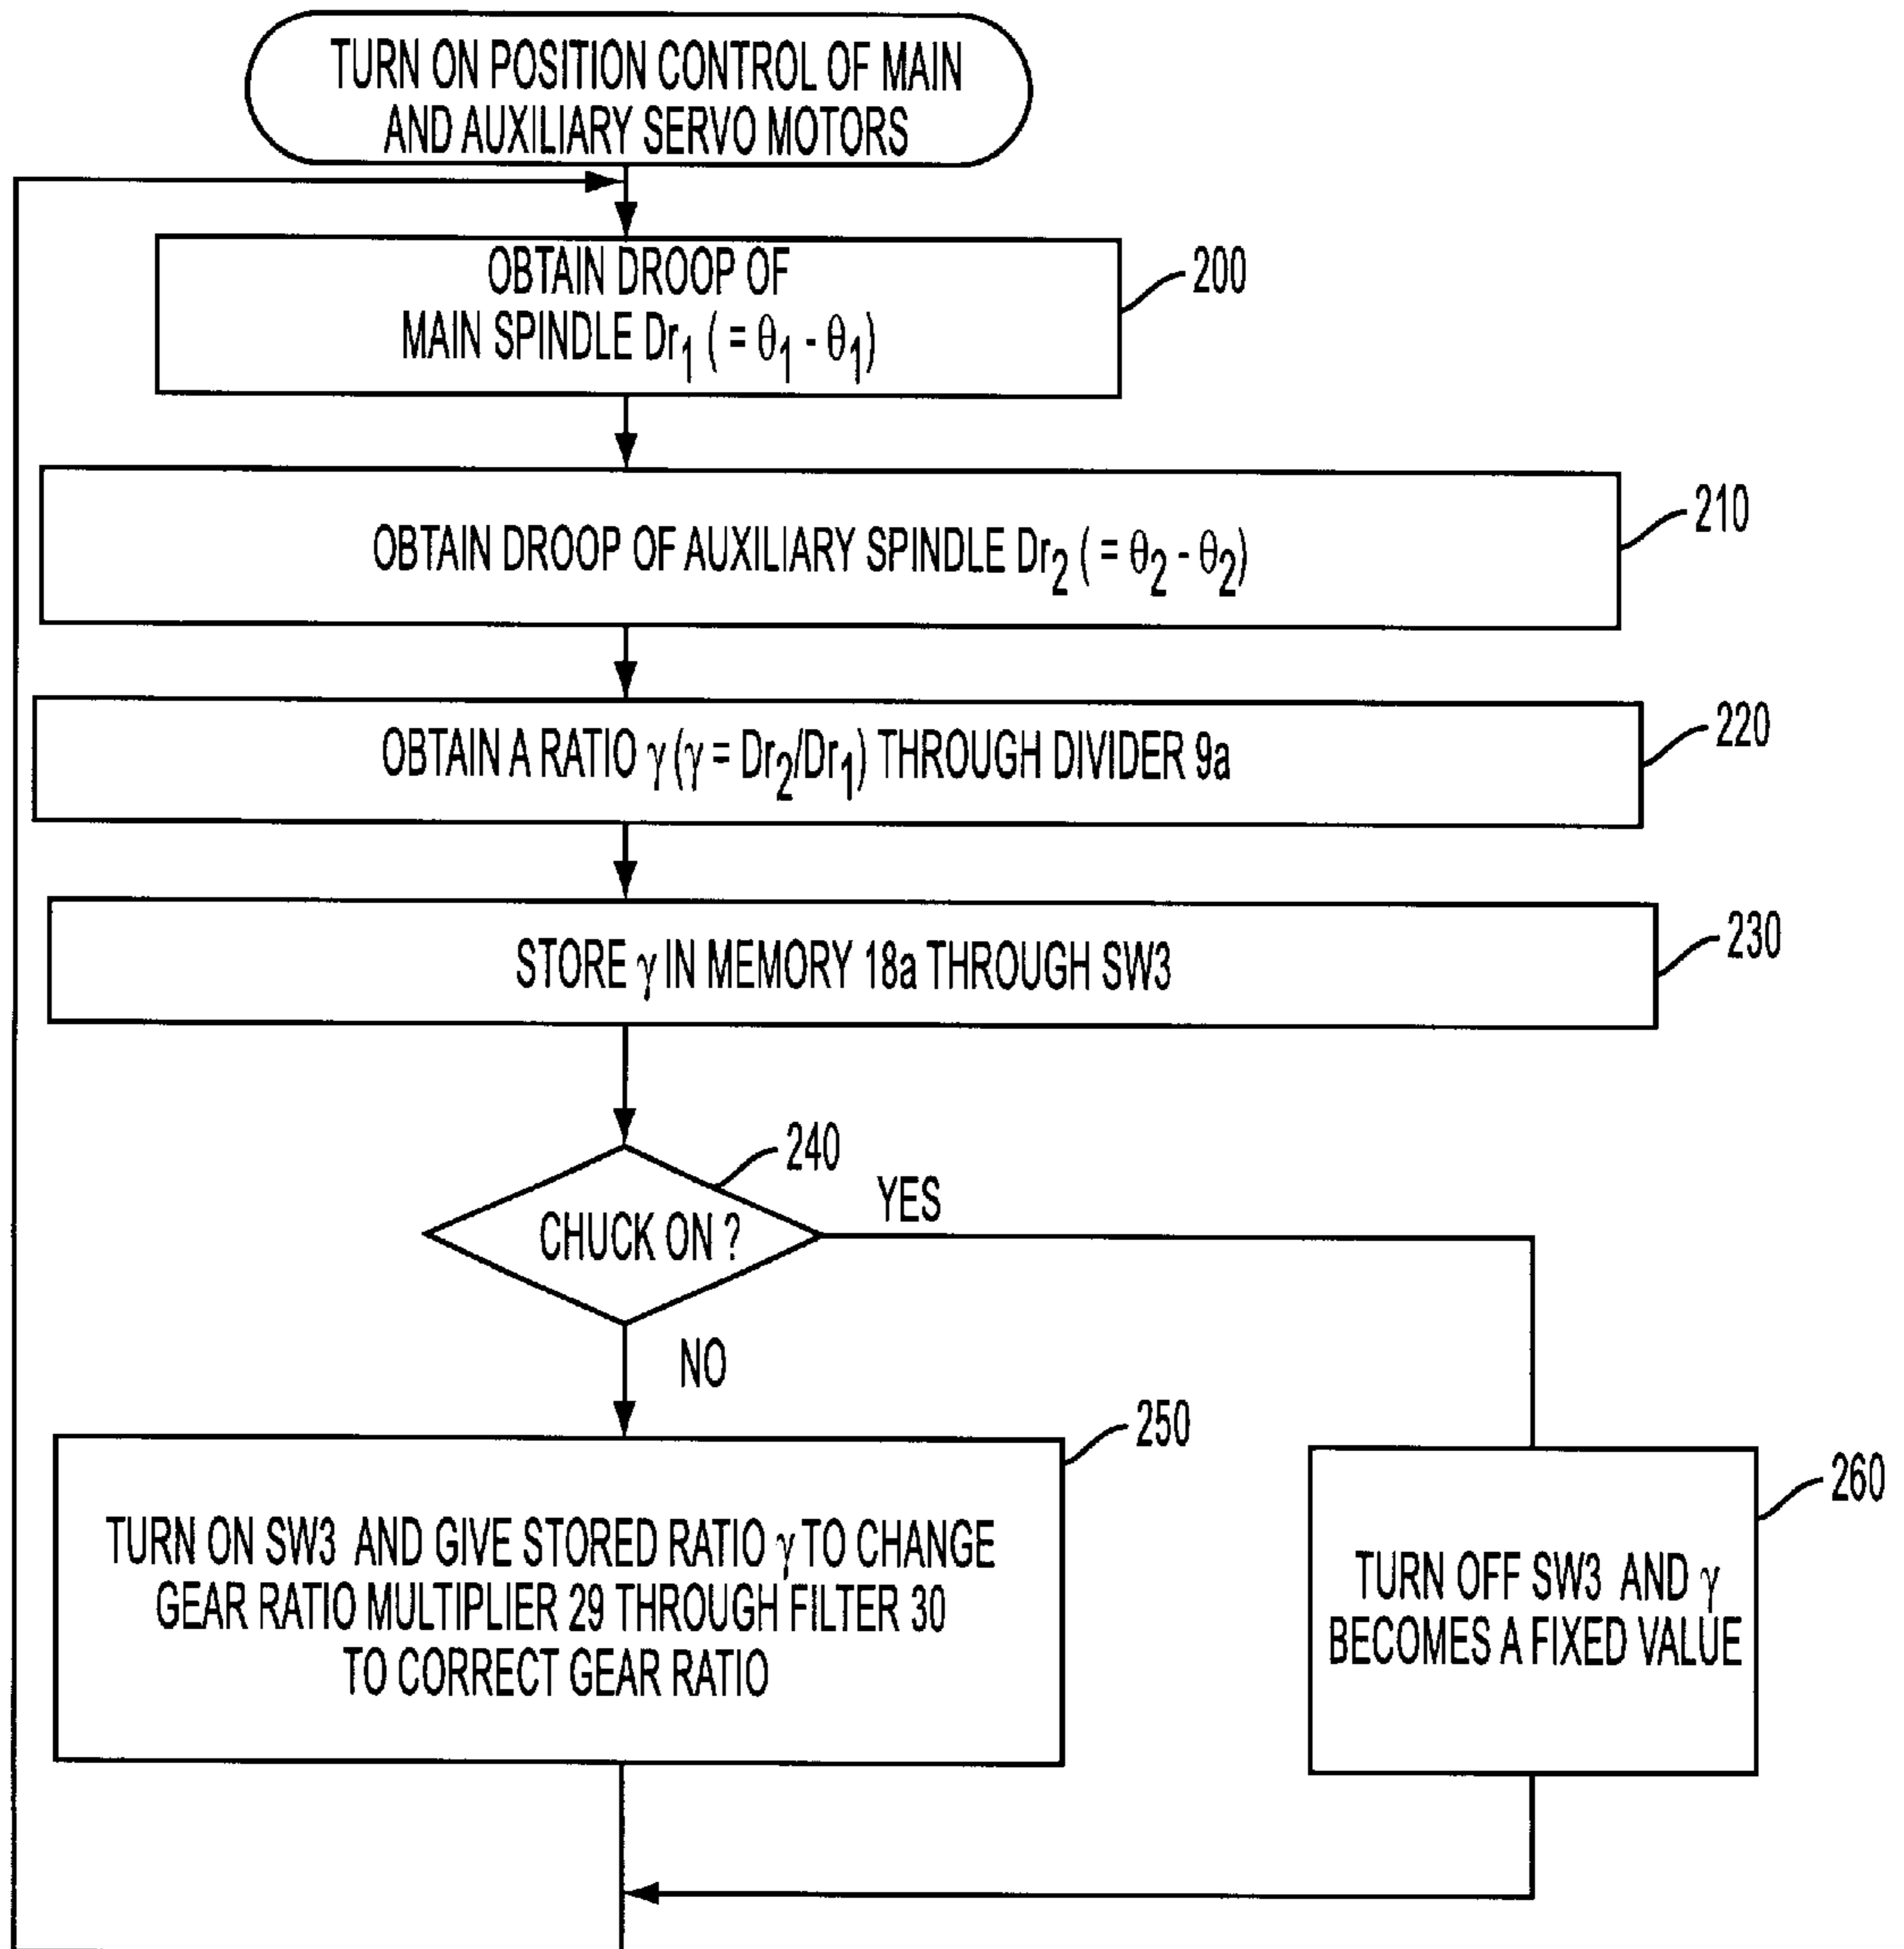 TURN ON POSITION CONTROL OF MAIN
AND AUXILIARY SERVO MOTORS
OBTAIN DROOP OF
MAIN SPINDLE Dr1 ( = θ1 - θ1)
200
OBTAIN DROOP OF AUXILIARY SPINDLE Dr2 ( = θ2 - θ2)
210
OBTAIN A RATIO γ (γ = Dr2/Dr1) THROUGH DIVIDER 9a
220
STORE γ IN MEMORY 18a THROUGH SW3
230
240
CHUCK ON ?
YES
NO
250
TURN ON SW3 AND GIVE STORED RATIO γ TO CHANGE
GEAR RATIO MULTIPLIER 29 THROUGH FILTER 30
TO CORRECT GEAR RATIO
260
TURN OFF SW3 AND γ
BECOMES A FIXED VALUE